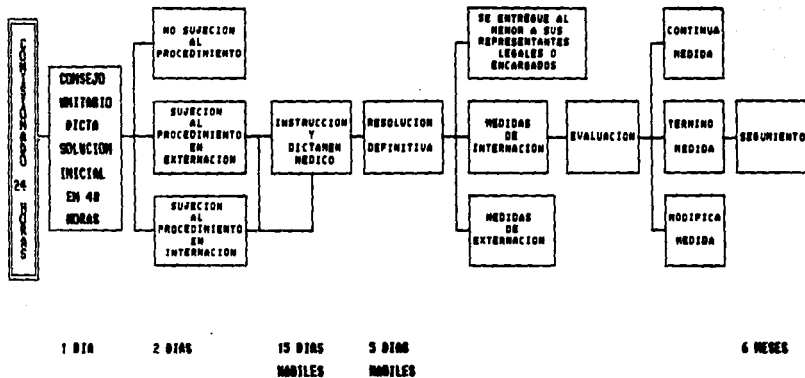 COMISIONADO 24 HORAS
CONSEJO
UNITARIO
DICTA
SOLUCION
INICIAL
EN 48
HORAS
NO SUJECION
AL
PROCEDIMIENTO
SUJECION
AL
PROCEDIMIENTO
EN
EXTERNACION
SUJECION
AL
PROCEDIMIENTO
EN
INTERNACION
INSTRUCCION
Y
DICTAMEN
MEDICO
RESOLUCION
DEFINITIVA
SE ENTREGUE AL
MENOR A SUS
REPRESENTANTES
LEGALES O
ENCARGADOS
MEDIDAS
DE
INTERNACION
MEDIDAS
DE
EXTERNACION
EVALUACION
CONTINUA
MEDIDA
TERMINO
MEDIDA
MODIFICA
MEDIDA
SEGUMIENTO
1 DIA
2 DIAS
15 DIAS
HABILES
5 DIAS
HABILES
6 MESES